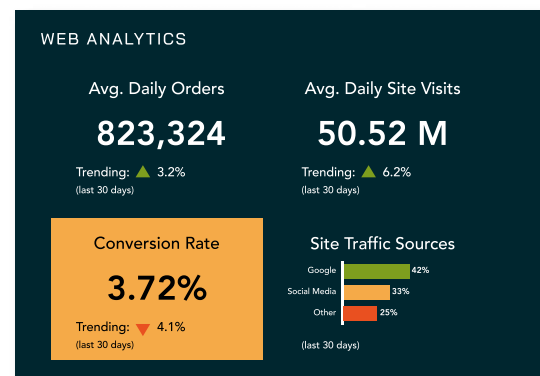 WEB ANALYTICS
Avg. Daily Orders
823,324
Trending: 3.2%
(last 30 days)
Avg. Daily Site Visits
50.52 M
Trending: 6.2%
(last 30 days)
Conversion Rate
3.72%
Trending: 4.1%
(last 30 days)
Site Traffic Sources
Google 42%
Social Media 33%
Other 25%
(last 30 days)